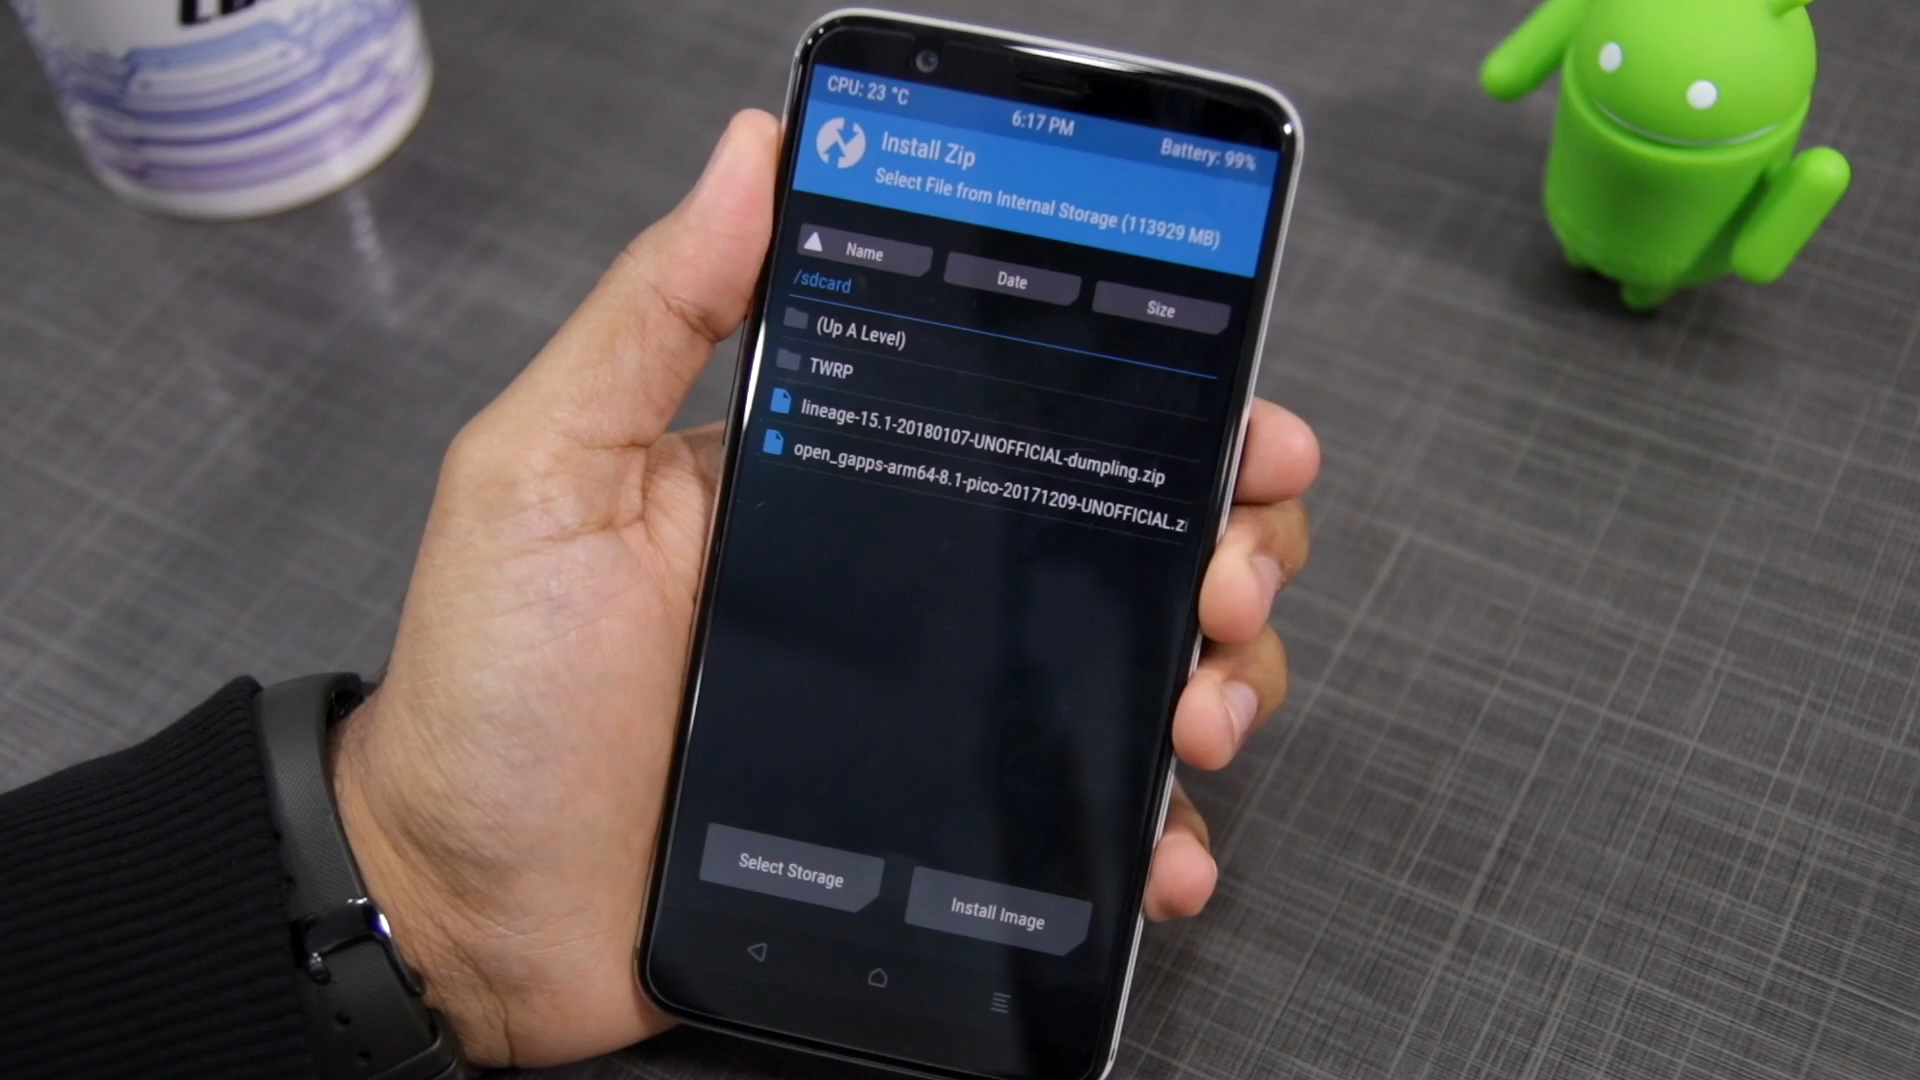 CPU: 23 °C
6:17 PM
Battery: 99%
Install Zip
Select File from Internal Storage (113929 MB)
Name
Date
Size
/sdcard
(Up A Level)
TWRP
lineage-15.1-20180107-UNOFFICIAL-dumpling.zip
open_gapps-arm64-8.1-pico-20171209-UNOFFICIAL.zi
Select Storage
Install Image